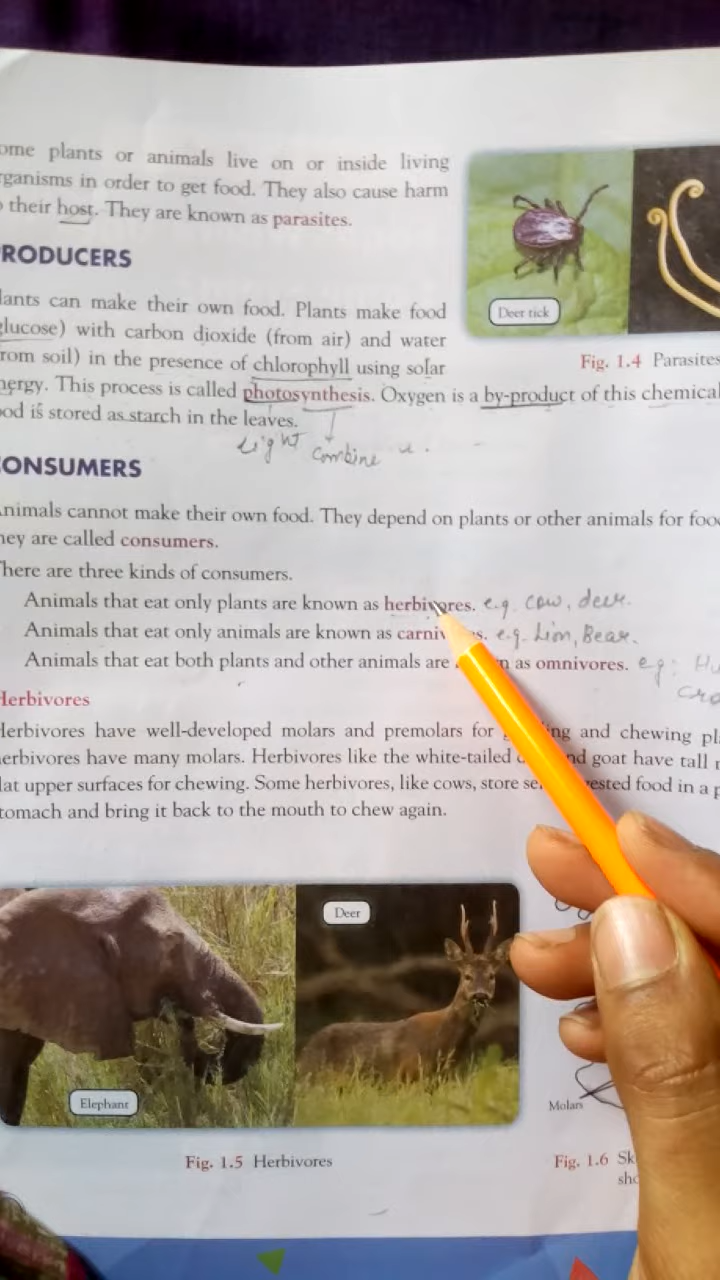 ome plants or animals live on or inside living
rganisms in order to get food. They also cause harm
o their host. They are known as parasites.
Deer tick
Fig. 1.4 Parasites
RODUCERS
lants can make their own food. Plants make food
glucose) with carbon dioxide (from air) and water
rom soil) in the presence of chlorophyll using solar
nergy. This process is called photosynthesis. Oxygen is a by-product of this chemical
ood is stored as starch in the leaves.
Light combine
ONSUMERS
Animals cannot make their own food. They depend on plants or other animals for food
hey are called consumers.
There are three kinds of consumers.
Animals that eat only plants are known as herbivores. e.g. cow, deer.
Animals that eat only animals are known as carni s. e.g. Lion, Bear.
Animals that eat both plants and other animals are n as omnivores. eg: Hu
cro
Herbivores
Herbivores have well-developed molars and premolars for ing and chewing pl
erbivores have many molars. Herbivores like the white-tailed nd goat have tall
lat upper surfaces for chewing. Some herbivores, like cows, store se ested food in a p
tomach and bring it back to the mouth to chew again.
Deer
Elephant
Molars
Fig. 1.5 Herbivores
Fig. 1.6 Sk
sho